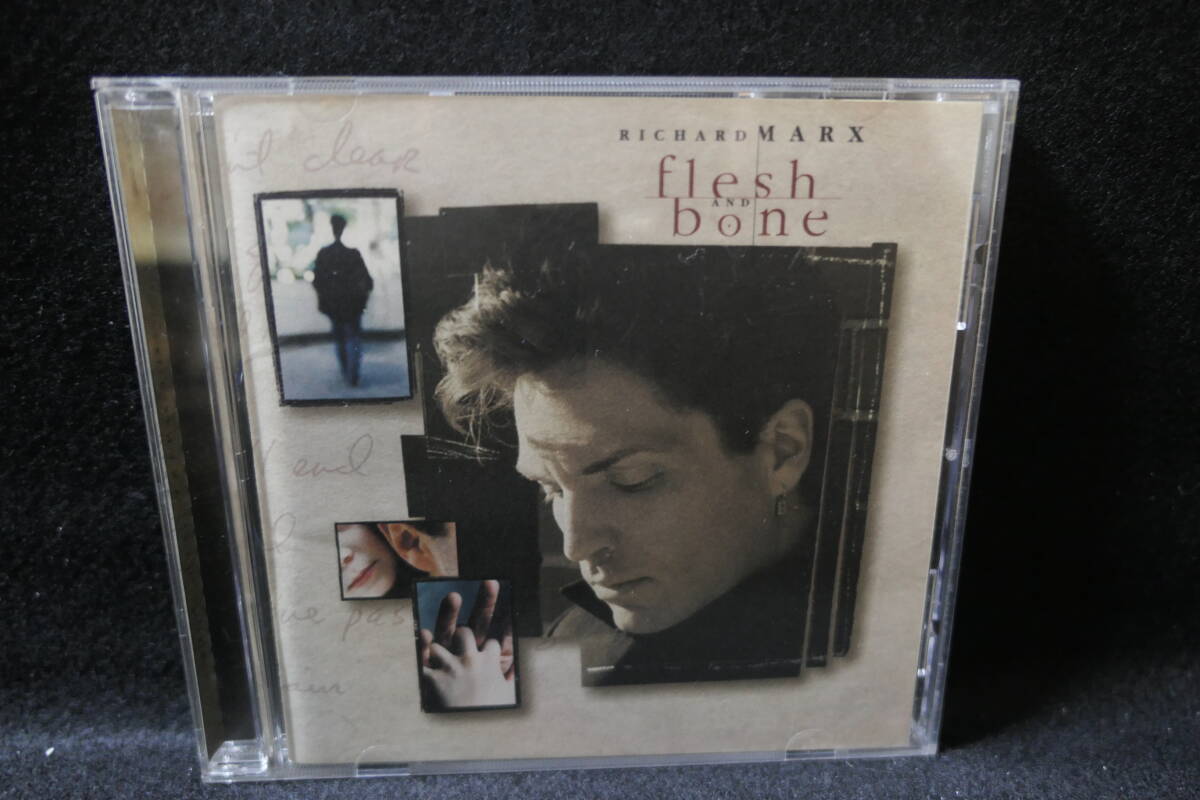 RICHARD MARX
flesh
AND
bone
clear
end